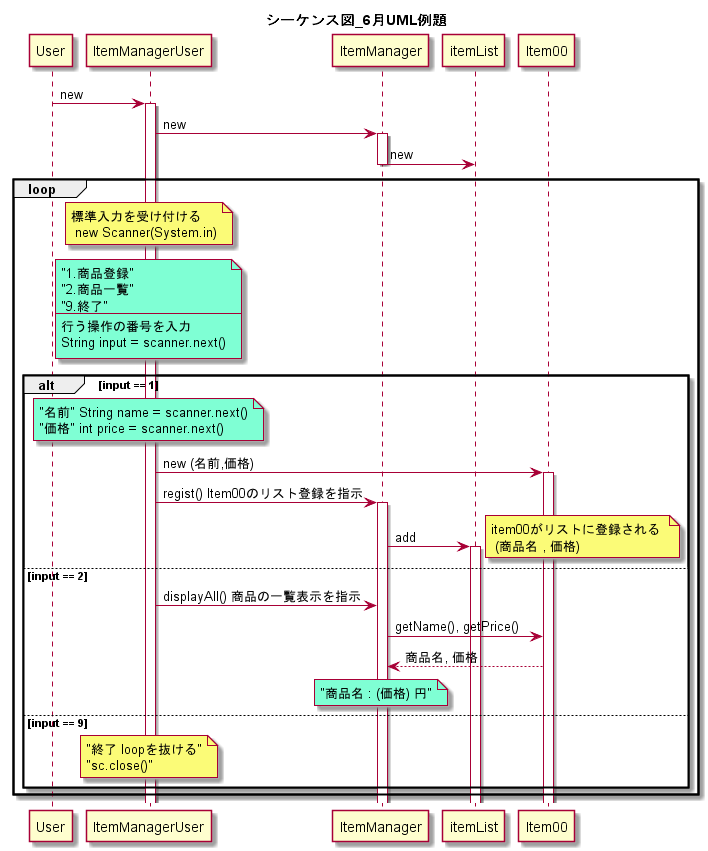 シーケンス図_6月UML例題
User
ItemManagerUser
ItemManager
itemList
Item00
new
new
new
loop
標準入力を受け付ける
new Scanner(System.in)
"1.商品登録"
"2.商品一覧"
"9.終了"
行う操作の番号を入力
String input = scanner.next()
alt
[input == 1]
"名前" String name = scanner.next()
"価格" int price = scanner.next()
new (名前,価格)
regist() Item00のリスト登録を指示
item00がリストに登録される
(商品名 , 価格)
add
[input == 2]
displayAll() 商品の一覧表示を指示
getName(), getPrice()
商品名, 価格
"商品名 : (価格) 円"
[input == 9]
"終了 loopを抜ける"
"sc.close()"
User
ItemManagerUser
ItemManager
itemList
Item00